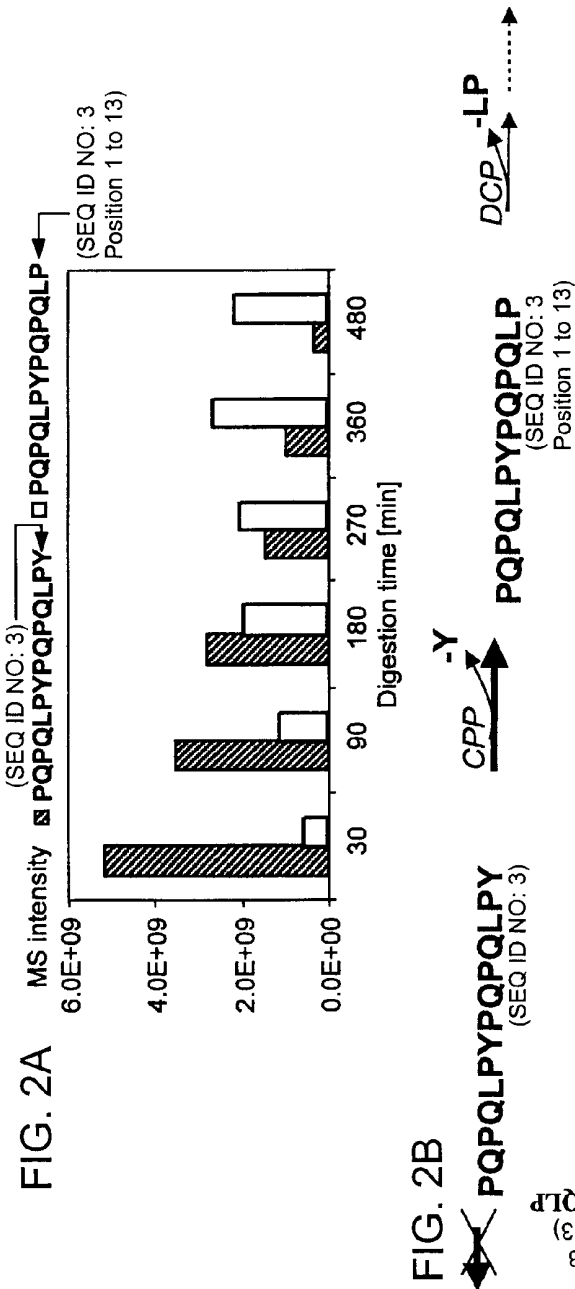 FIG. 2A
MS intensity
(SEQ ID NO: 3)
PQPQLPYPQPQLPY
PQPQLPYPQPQLP
(SEQ ID NO: 3
Position 1 to 13)
6.0E+09
4.0E+09
2.0E+09
0.0E+00
30 90 180 270 360 480
Digestion time [min]
FIG. 2B
PQPQLPYPQPQLPY
(SEQ ID NO: 3)
CPP
-Y
PQPQLPYPQPQLP
(SEQ ID NO: 3
Position 1 to 13)
DCP
-LP
3
3)
QLP